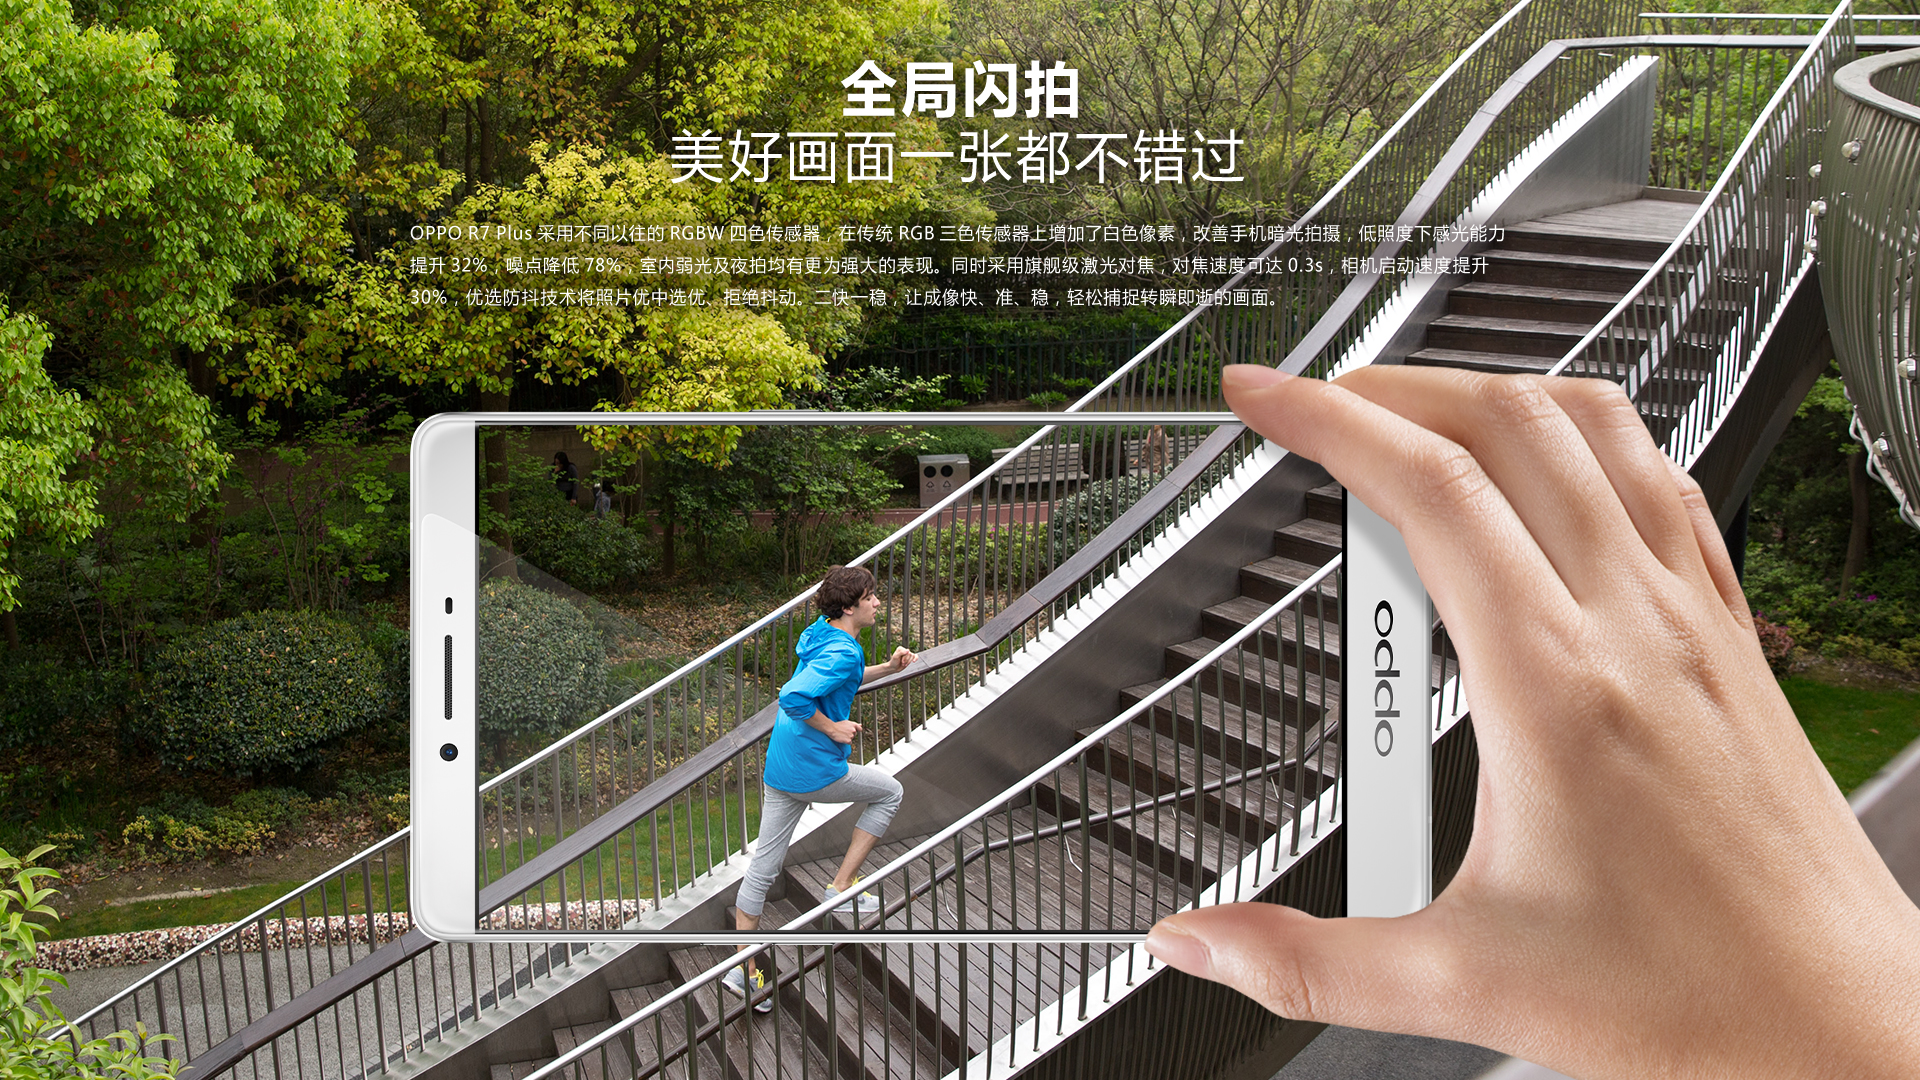 全局闪拍
美好画面一张都不错过
OPPO R7 Plus 采用不同以往的 RGBW 四色传感器，在传统 RGB 三色传感器上增加了白色像素，改善手机暗光拍摄，低照度下感光能力
提升 32%，噪点降低 78%，室内弱光及夜拍均有更为强大的表现。同时采用旗舰级激光对焦，对焦速度可达 0.3s，相机启动速度提升
30%，优选防抖技术将照片优中选优、拒绝抖动。二快一稳，让成像快、准、稳，轻松捕捉转瞬即逝的画面。
oppo